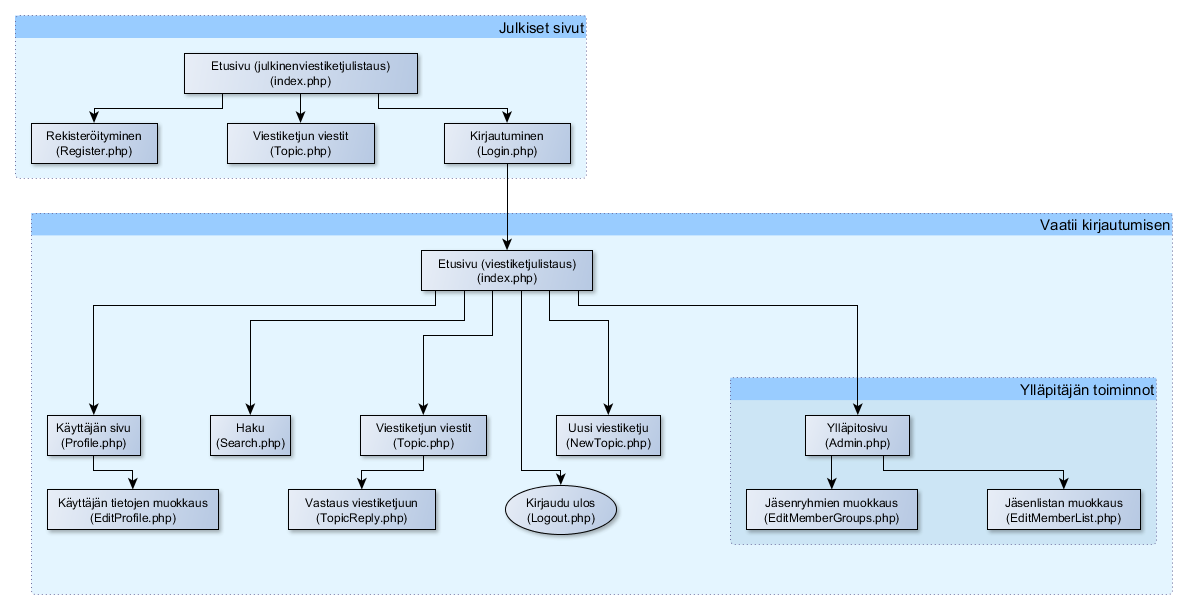 Julkiset sivut
Etusivu (julkinenviestiketjulistaus)
(index.php)
Rekisteröityminen
(Register.php)
Viestiketjun viestit
(Topic.php)
Kirjautuminen
(Login.php)
Vaatii kirjautumisen
Etusivu (viestiketjulistaus)
(index.php)
Ylläpitäjän toiminnot
Käyttäjän sivu
(Profile.php)
Haku
(Search.php)
Viestiketjun viestit
(Topic.php)
Uusi viestiketju
(NewTopic.php)
Ylläpitosivu
(Admin.php)
Käyttäjän tietojen muokkaus
(EditProfile.php)
Vastaus viestiketjuun
(TopicReply.php)
Kirjaudu ulos
(Logout.php)
Jäsenryhmien muokkaus
(EditMemberGroups.php)
Jäsenlistan muokkaus
(EditMemberList.php)